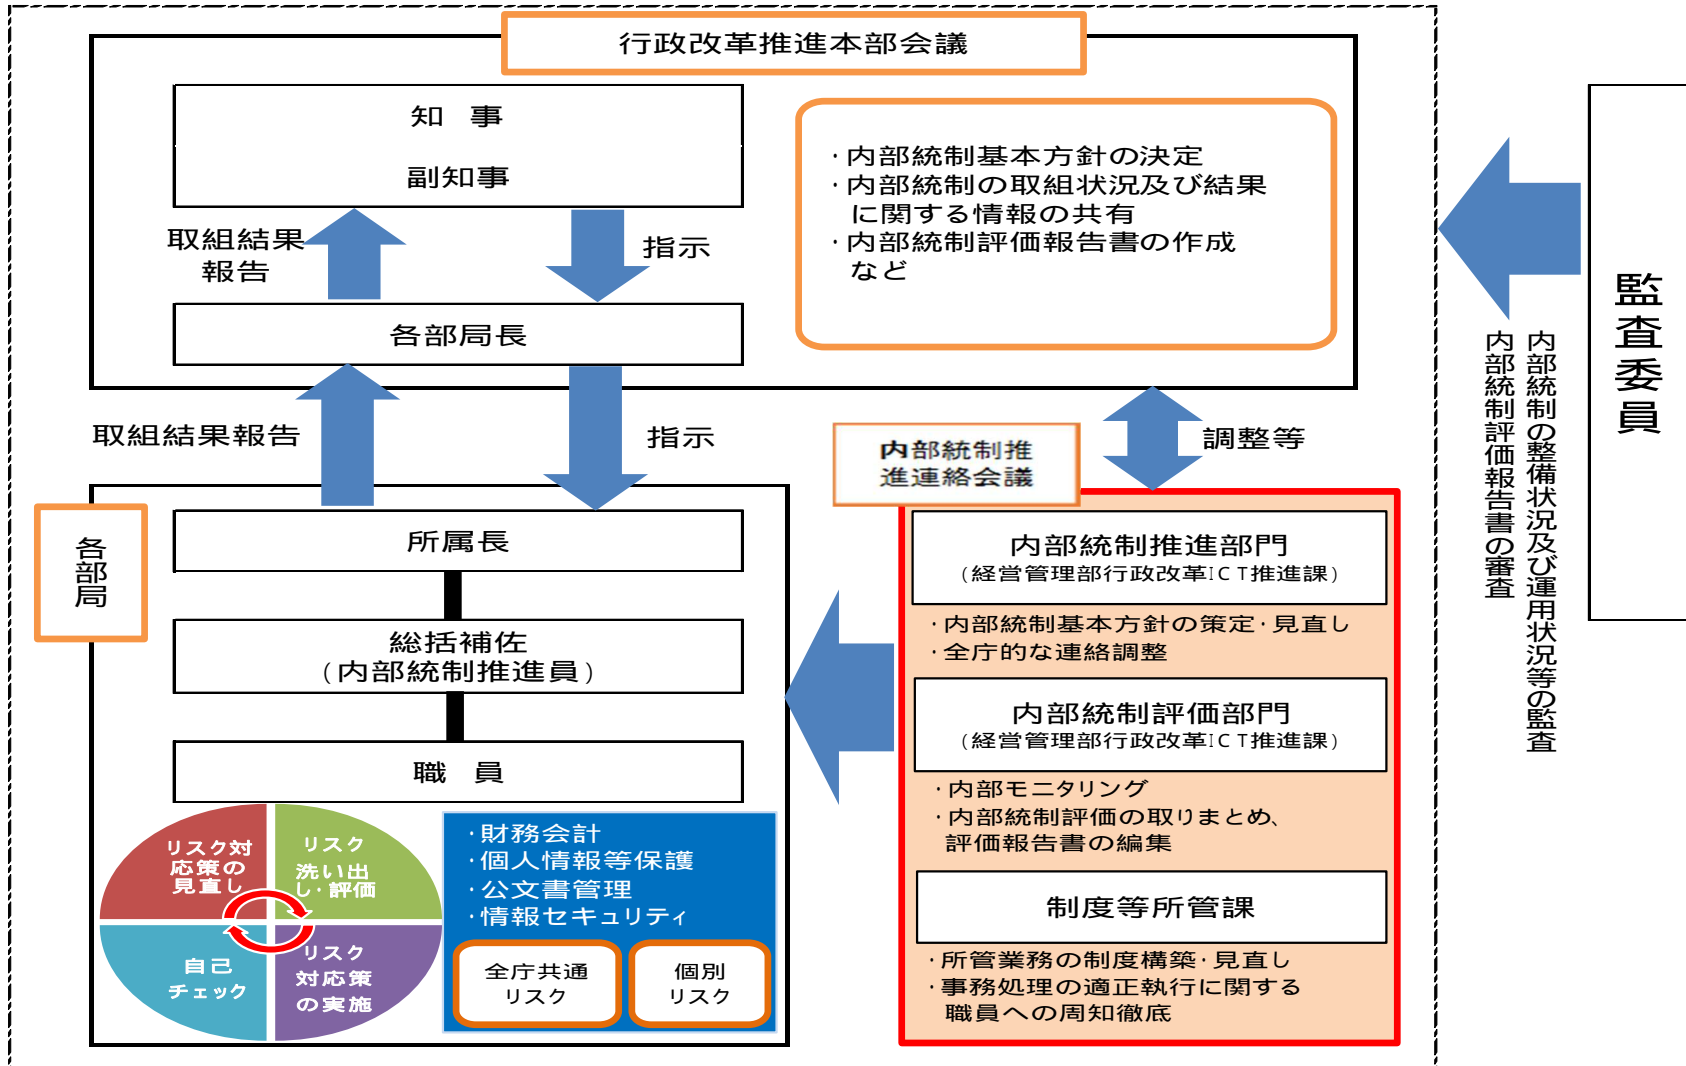 行政改革推進本部会議
知 事
副知事
取組結果
報告
指示
各部局長
・内部統制基本方針の決定
・内部統制の取組状況及び結果
に関する情報の共有
・内部統制評価報告書の作成
など
取組結果報告
指示
調整等
内部統制推
進連絡会議
各部局
所属長
総括補佐
(内部統制推進員)
職 員
リスク対
応策の
見直し
リスク
洗い出
し・評価
自己
チェック
リスク
対応策
の実施
・財務会計
・個人情報等保護
・公文書管理
・情報セキュリティ
全庁共通
リスク
個別
リスク
内部統制推進部門
(経営管理部行政改革ICT推進課)
・内部統制基本方針の策定・見直し
・全庁的な連絡調整
内部統制評価部門
(経営管理部行政改革ICT推進課)
・内部モニタリング
・内部統制評価の取りまとめ、
評価報告書の編集
制度等所管課
・所管業務の制度構築・見直し
・事務処理の適正執行に関する
職員への周知徹底
監査委員
内部統制の整備状況及び運用状況等の監査
内部統制評価報告書の審査